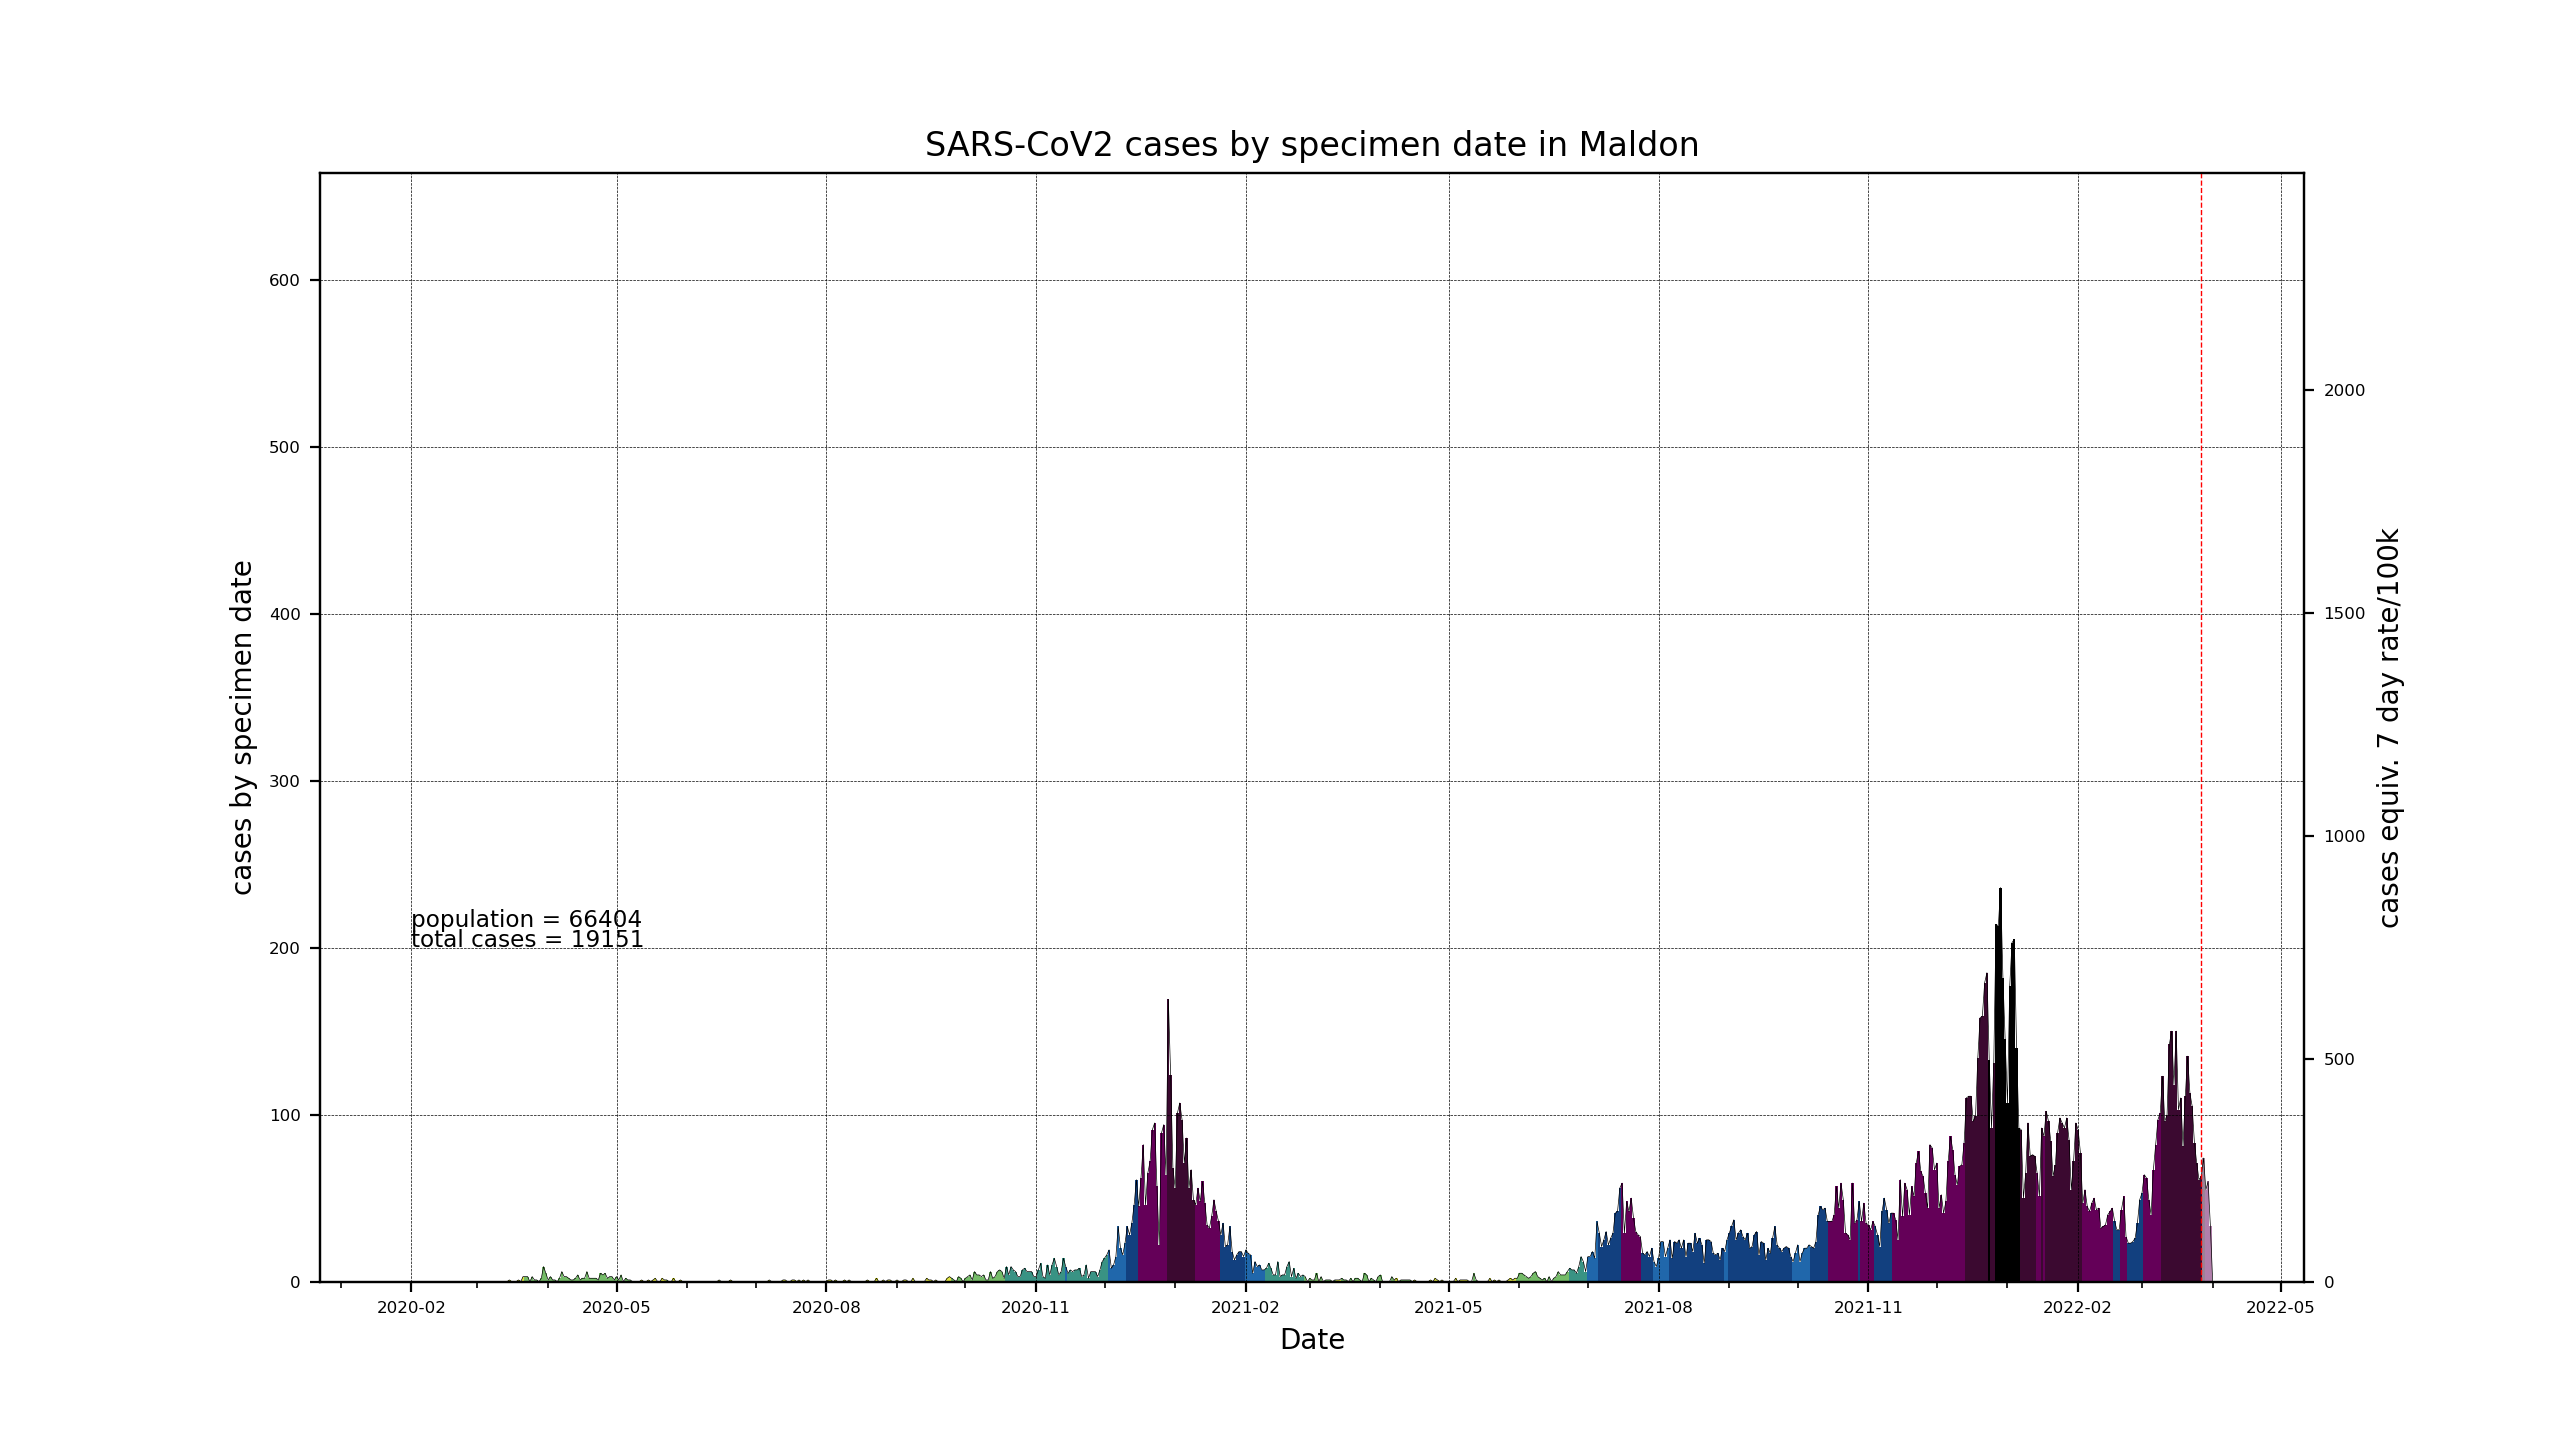 SARS-CoV2 cases by specimen date in Maldon
cases by specimen date
600
500
400
300
200
100
0
population = 66404
total cases = 19151
2000
1500
1000
500
0
cases equiv. 7 day rate/100k
2020-02 2020-05 2020-08 2020-11 2021-02 2021-05 2021-08 2021-11 2022-02 2022-05
Date